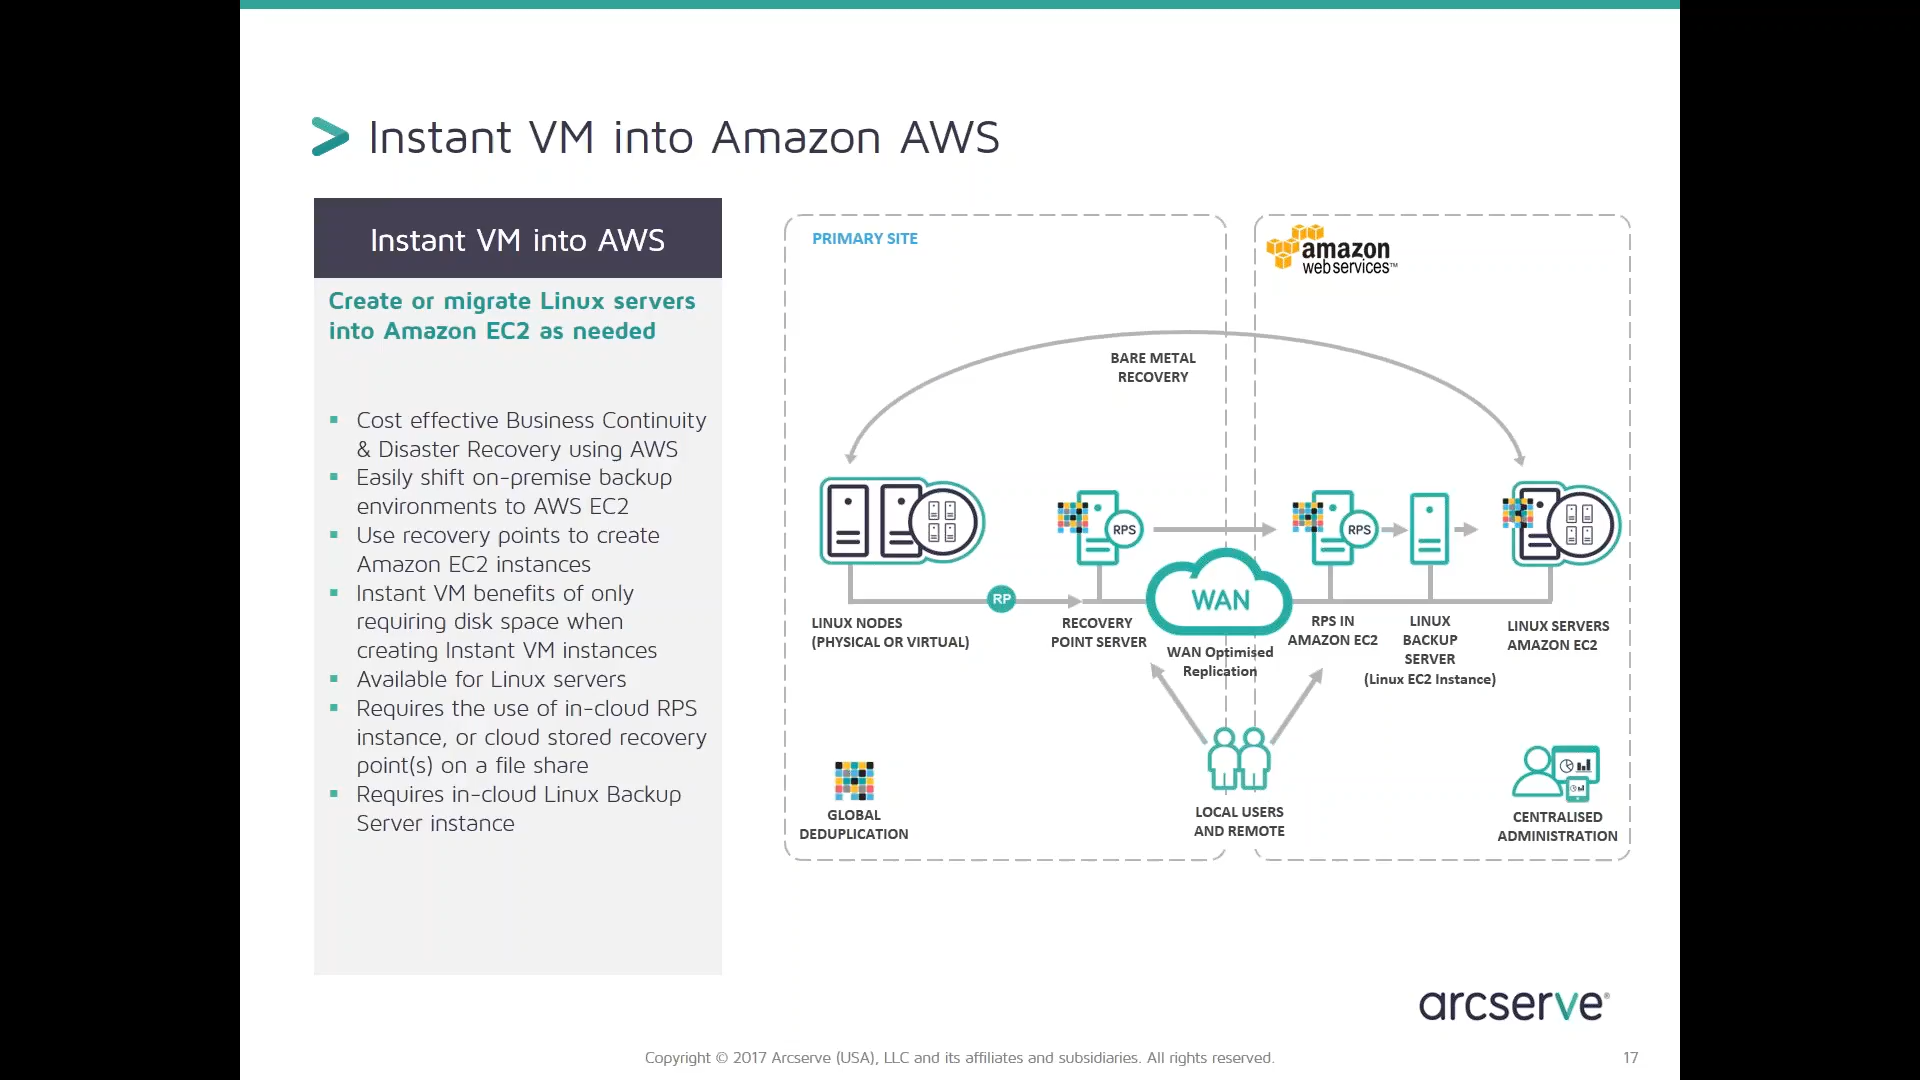 Instant VM into Amazon AWS
Instant VM into AWS
Create or migrate Linux servers
into Amazon EC2 as needed
Cost effective Business Continuity
& Disaster Recovery using AWS
Easily shift on-premise backup
environments to AWS EC2
Use recovery points to create
Amazon EC2 instances
Instant VM benefits of only
requiring disk space when
creating Instant VM instances
Available for Linux servers
Requires the use of in-cloud RPS
instance, or cloud stored recovery
point(s) on a file share
Requires in-cloud Linux Backup
Server instance
PRIMARY SITE
amazon
webservices™
BARE METAL
RECOVERY
RPS
RPS
RP
WAN
LINUX NODES
(PHYSICAL OR VIRTUAL)
RECOVERY
POINT SERVER
WAN Optimised
Replication
RPS IN
AMAZON EC2
LINUX
BACKUP
SERVER
(Linux EC2 Instance)
LINUX SERVERS
AMAZON EC2
GLOBAL
DEDUPLICATION
LOCAL USERS
AND REMOTE
CENTRALISED
ADMINISTRATION
arcserve®
Copyright © 2017 Arcserve (USA), LLC and its affiliates and subsidiaries. All rights reserved.
17